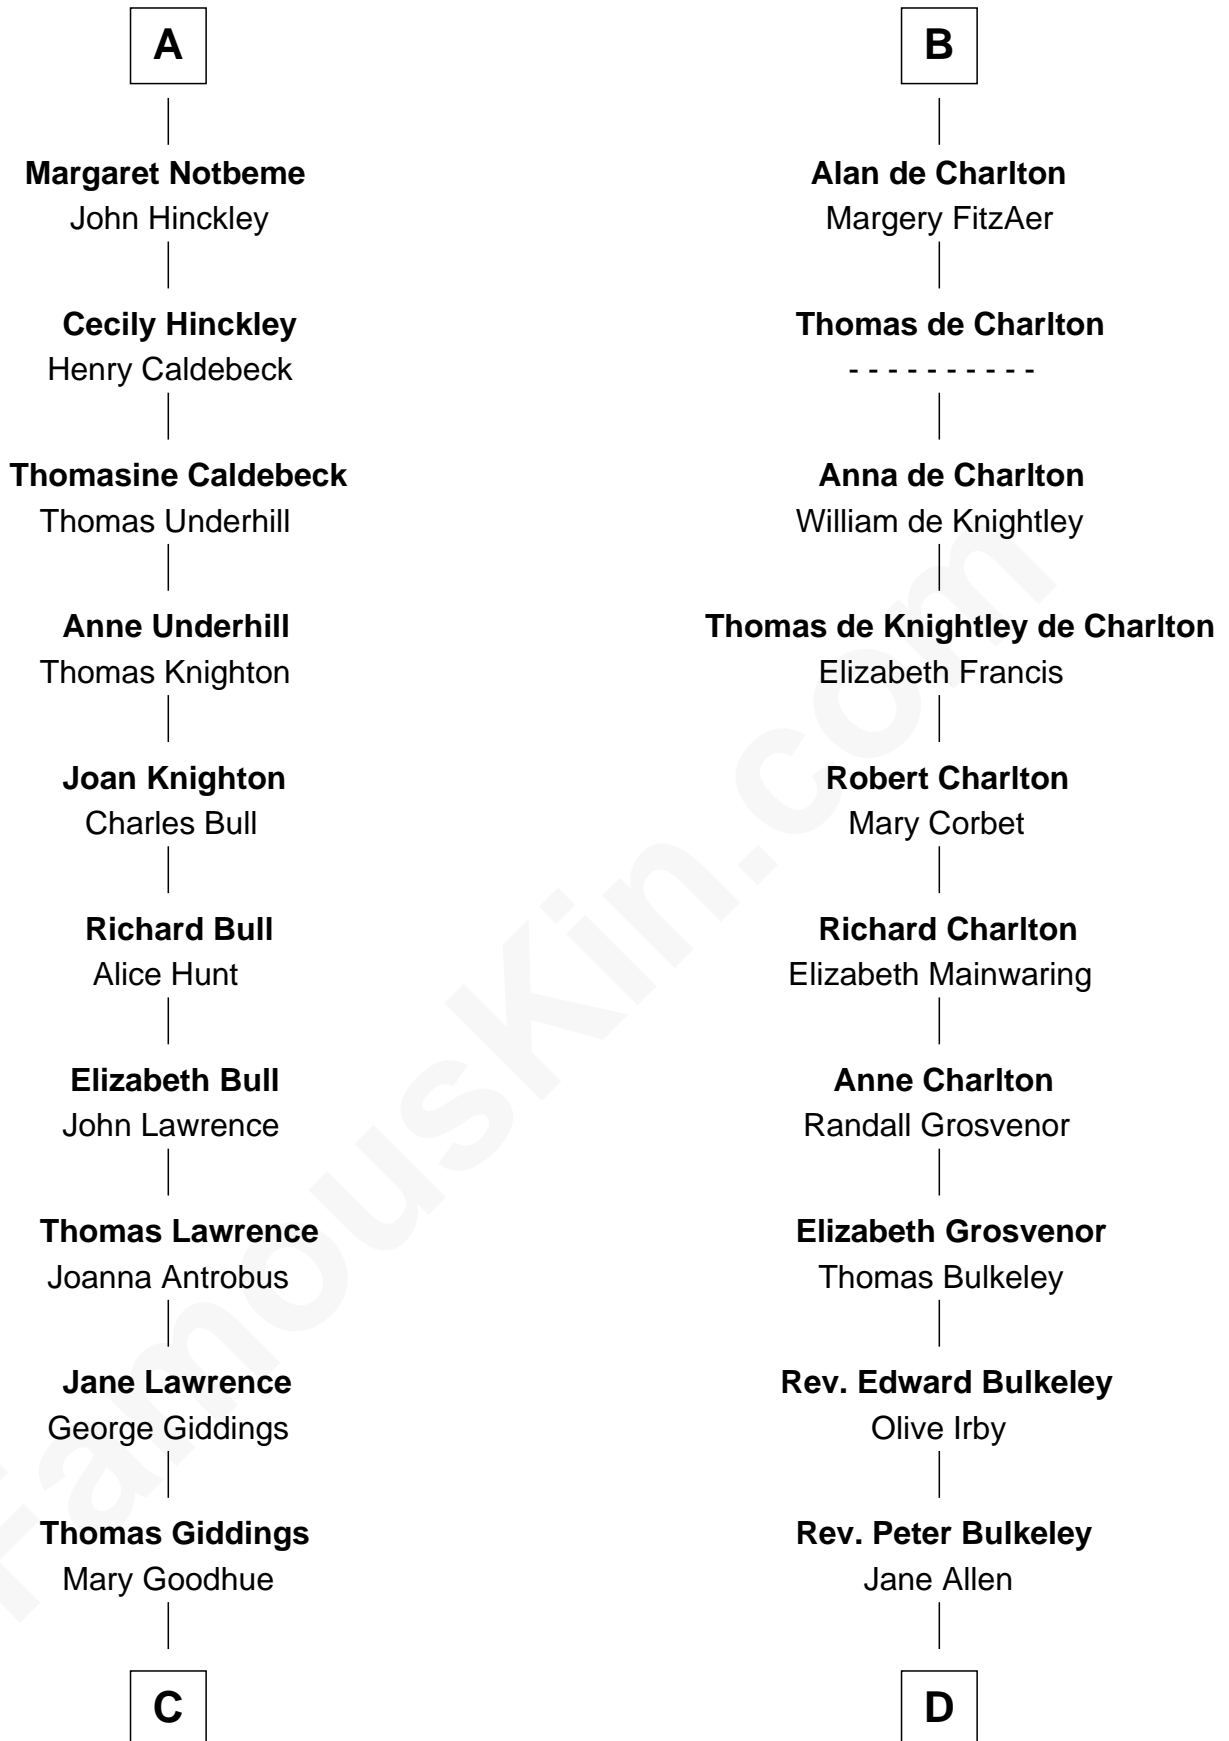 A
Margaret Notbeme
John Hinckley
Cecily Hinckley
Henry Caldebeck
Thomasine Caldebeck
Thomas Underhill
Anne Underhill
Thomas Knighton
Joan Knighton
Charles Bull
Richard Bull
Alice Hunt
Elizabeth Bull
John Lawrence
Thomas Lawrence
Joanna Antrobus
Jane Lawrence
George Giddings
Thomas Giddings
Mary Goodhue
C
B
Alan de Charlton
Margery FitzAer
Thomas de Charlton
- - - - - - - - - -
Anna de Charlton
William de Knightley
Thomas de Knightley de Charlton
Elizabeth Francis
Robert Charlton
Mary Corbet
Richard Charlton
Elizabeth Mainwaring
Anne Charlton
Randall Grosvenor
Elizabeth Grosvenor
Thomas Bulkeley
Rev. Edward Bulkeley
Olive Irby
Rev. Peter Bulkeley
Jane Allen
D
FamousKin.com